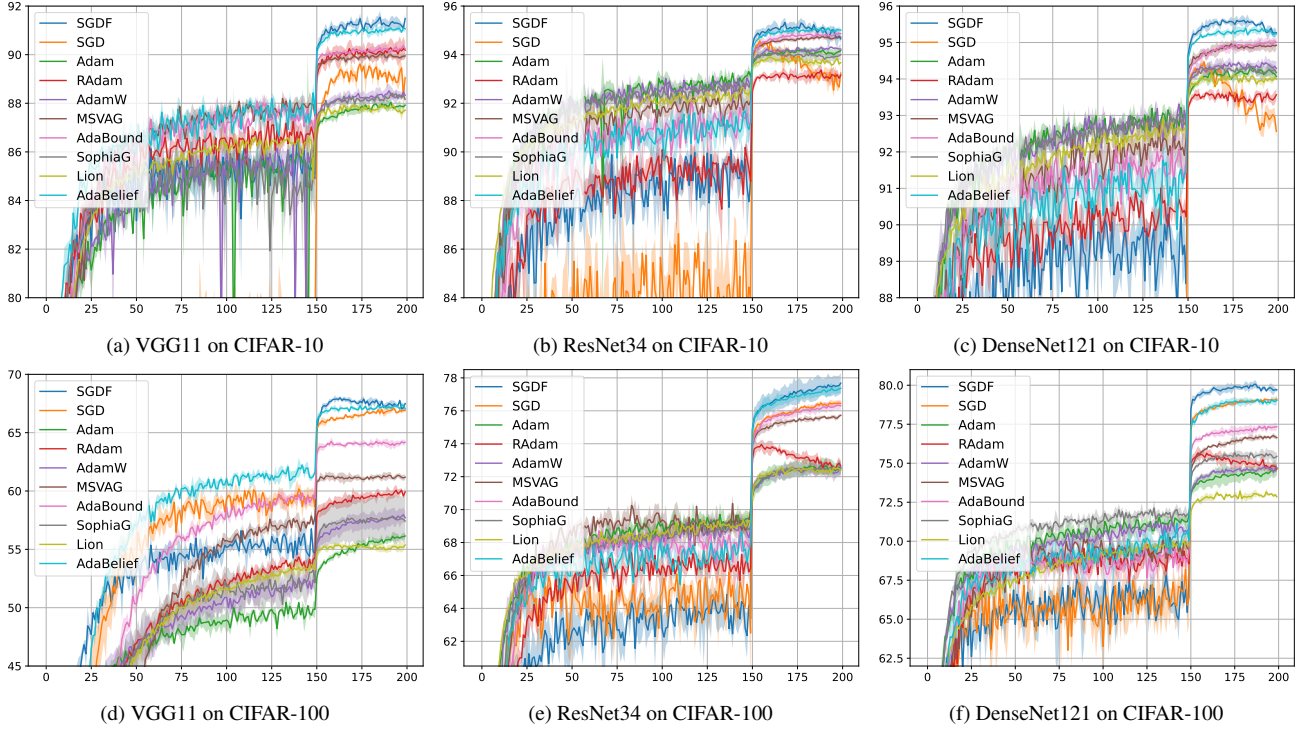 92
90
88
86
84
82
80
SGDF
SGD
Adam
RAdam
AdamW
MSVAG
AdaBound
SophiaG
Lion
AdaBelief
0 25 50 75 100 125 150 175 200
(a) VGG11 on CIFAR-10
96
94
92
90
88
86
84
SGDF
SGD
Adam
RAdam
AdamW
MSVAG
AdaBound
SophiaG
Lion
AdaBelief
0 25 50 75 100 125 150 175 200
(b) ResNet34 on CIFAR-10
96
95
94
93
92
91
90
89
88
SGDF
SGD
Adam
RAdam
AdamW
MSVAG
AdaBound
SophiaG
Lion
AdaBelief
0 25 50 75 100 125 150 175 200
(c) DenseNet121 on CIFAR-10
70
65
60
55
50
45
SGDF
SGD
Adam
RAdam
AdamW
MSVAG
AdaBound
SophiaG
Lion
AdaBelief
0 25 50 75 100 125 150 175 200
(d) VGG11 on CIFAR-100
78
76
74
72
70
68
66
64
62
SGDF
SGD
Adam
RAdam
AdamW
MSVAG
AdaBound
SophiaG
Lion
AdaBelief
0 25 50 75 100 125 150 175 200
(e) ResNet34 on CIFAR-100
80.0
77.5
75.0
72.5
70.0
67.5
65.0
62.5
SGDF
SGD
Adam
RAdam
AdamW
MSVAG
AdaBound
SophiaG
Lion
AdaBelief
0 25 50 75 100 125 150 175 200
(f) DenseNet121 on CIFAR-100